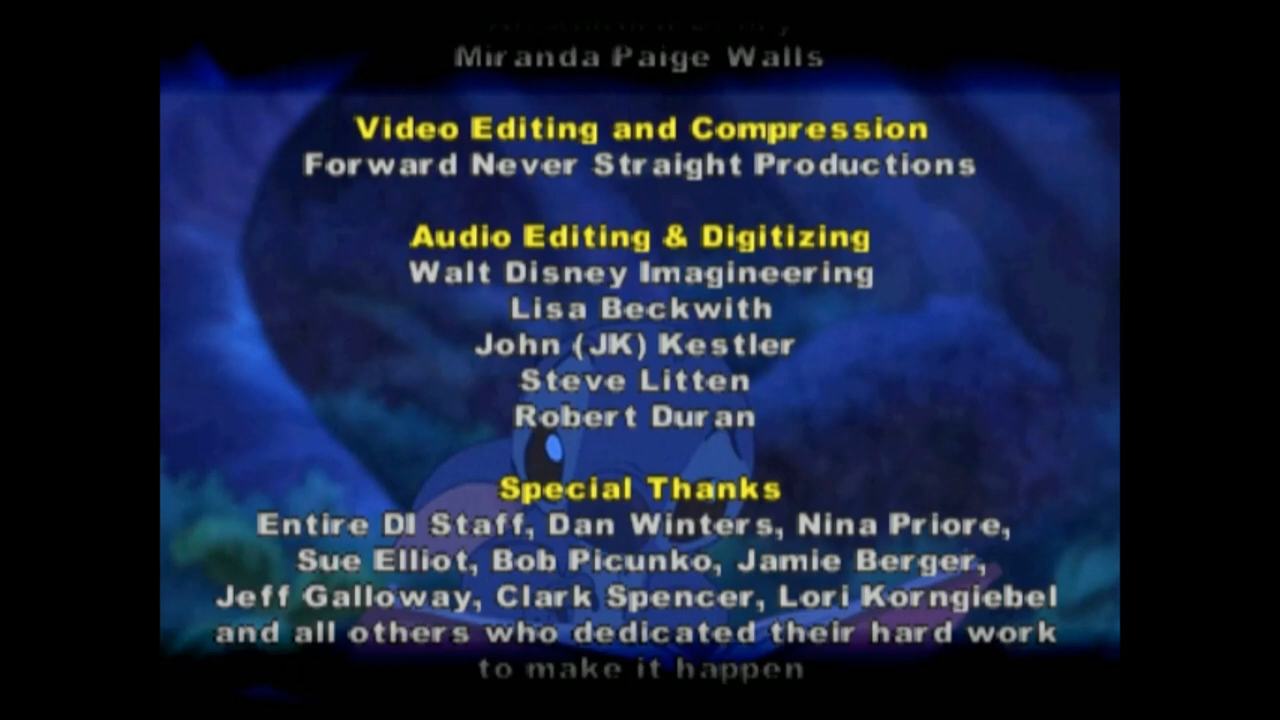 Miranda Paige Walls
Video Editing and Compression
Forward Never Straight Productions
Audio Editing & Digitizing
Walt Disney Imagineering
Lisa Beckwith
John (JK) Kestler
Steve Litten
Robert Duran
Special Thanks
Entire DI Staff, Dan Winters, Nina Priore,
Sue Elliot, Bob Picunko, Jamie Berger,
Jeff Galloway, Clark Spencer, Lori Korngiebel
and all others who dedicated their hard work
to make it happen